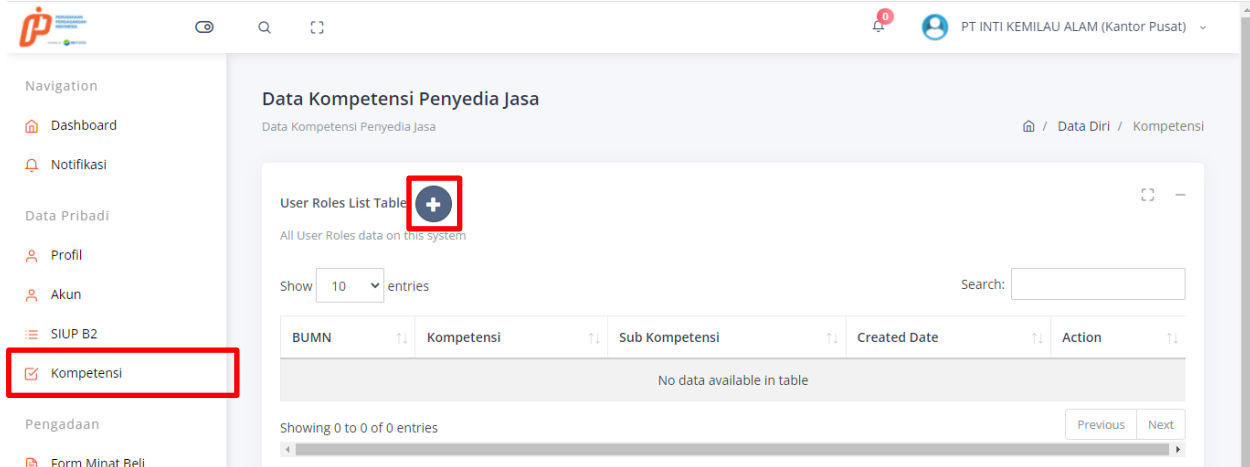 PERUSAHAAN
PERDAGANGAN
INDONESIA
0
PT INTI KEMILAU ALAM (Kantor Pusat)
Navigation
Dashboard
Notifikasi
Data Pribadi
Profil
Akun
SIUP B2
Kompetensi
Pengadaan
Form Minat Beli
Data Kompetensi Penyedia Jasa
Data Kompetensi Penyedia Jasa
/ Data Diri / Kompetensi
User Roles List Table
All User Roles data on this system
Show 10 entries
Search:
BUMN Kompetensi Sub Kompetensi Created Date Action
No data available in table
Showing 0 to 0 of 0 entries
Previous Next